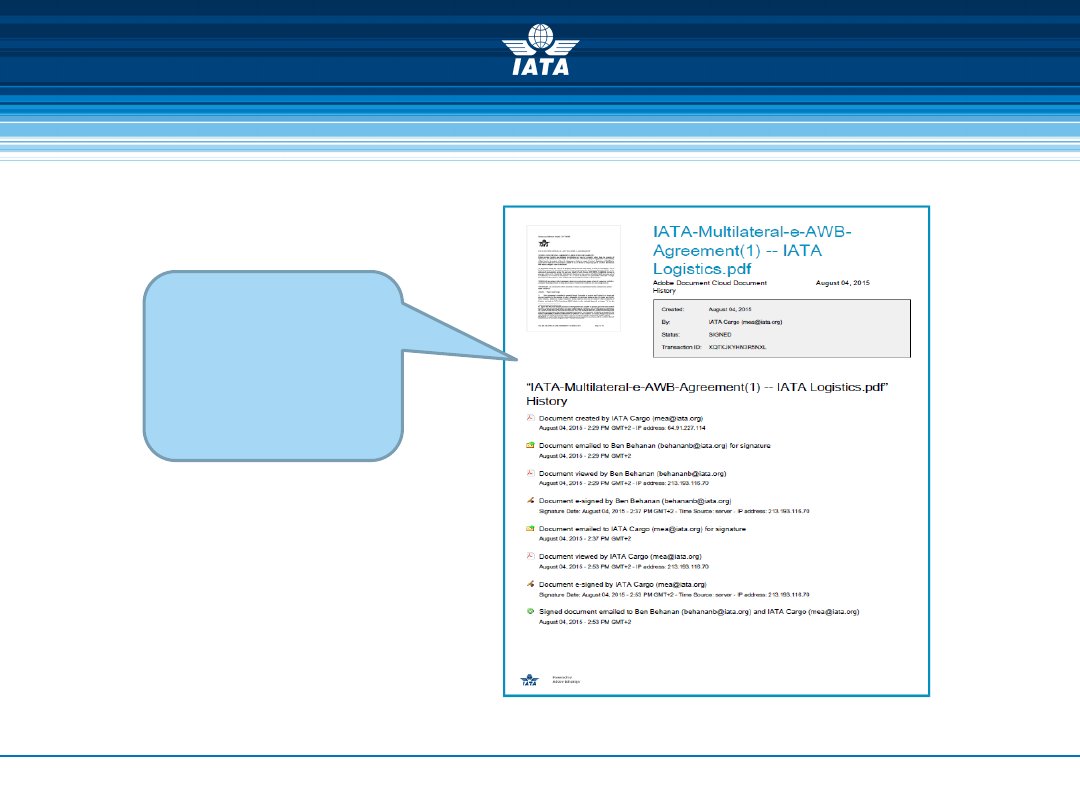 IATA
IATA-Multilateral-e-AWB-
Agreement(1) -- IATA
Logistics.pdf
Adobe Document Cloud Document
History
August 04, 2015
Created: August 04, 2015
By: IATA Cargo (mea@iata.org)
Status: SIGNED
Transaction ID:
"IATA-Multilateral-e-AWB-Agreement(1) -- IATA Logistics.pdf"
History
Document created by IATA Cargo (mea@iata.org)
August 04, 2015 - 2:29 PM GMT+2 - IP address: 64.91.227.114
Document emailed to Ben Behanan (behananb@iata.org) for signature
August 04, 2015 - 2:29 PM GMT+2
Document viewed by Ben Behanan (behananb@iata.org)
August 04, 2015 - 2:29 PM GMT+2 - IP address: 213.193.116.70
Document e-signed by Ben Behanan (behananb@iata.org)
Signature Date: August 04, 2015 - 2:37 PM GMT+2 - Time Source: server - IP address: 213.193.116.70
Document emailed to IATA Cargo (mea@iata.org) for signature
August 04, 2015 - 2:37 PM GMT+2
Document viewed by IATA Cargo (mea@iata.org)
August 04, 2015 - 2:53 PM GMT+2 - IP address: 213.193.116.70
Document e-signed by IATA Cargo (mea@iata.org)
Signature Date: August 04, 2015 - 2:53 PM GMT+2 - Time Source: server - IP address: 213.193.116.70
Signed document emailed to Ben Behanan (behananb@iata.org) and IATA Cargo (mea@iata.org)
August 04, 2015 - 2:53 PM GMT+2
IATA